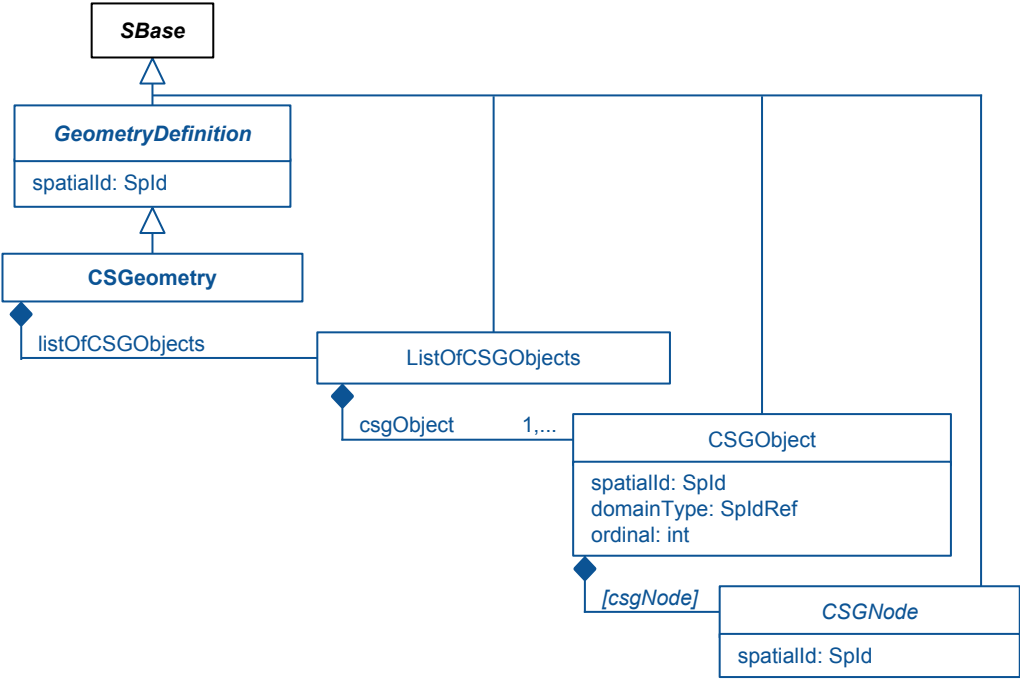 SBase
GeometryDefinition
spatialId: SpId
CSGeometry
listOfCSGObjects
ListOfCSGObjects
csgObject 1,...
CSGObject
spatialId: SpId
domainType: SpIdRef
ordinal: int
[csgNode]
CSGNode
spatialId: SpId